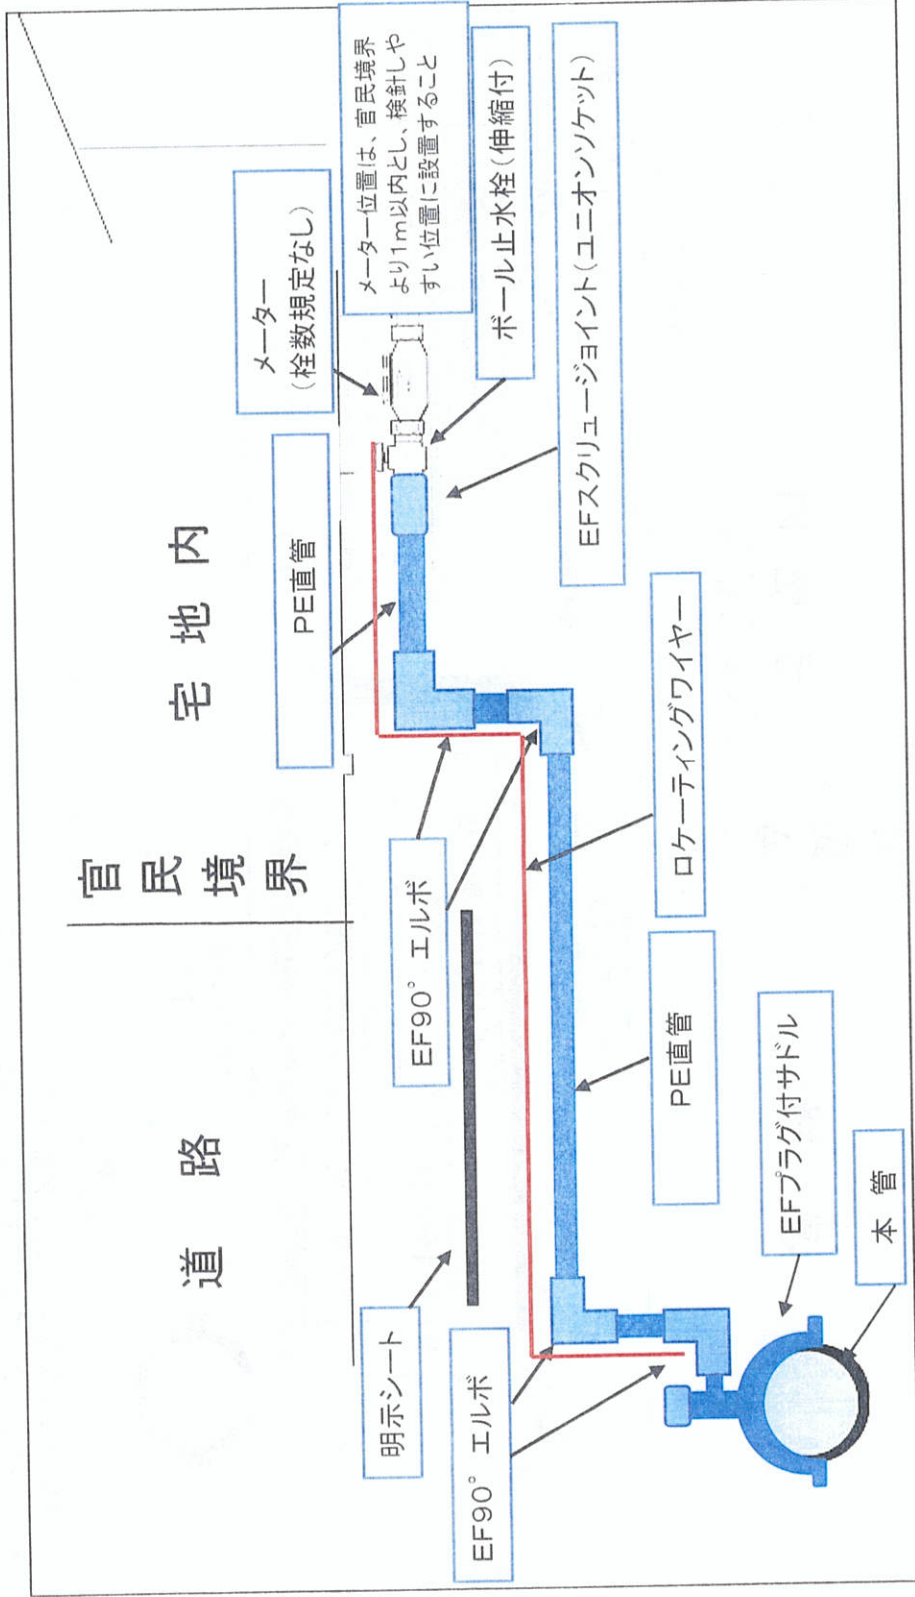 道　路
官民境界
宅　地　内
メーター
(栓数規定なし)
メーター位置は、官民境界
より1m以内とし、検針しや
すい位置に設置すること
PE直管
ボール止水栓(伸縮付)
EFスクリュージョイント(ユニオンソケット)
明示シート
EF90° エルボ
EF90° エルボ
ロケーティングワイヤー
PE直管
EFプラグ付サドル
本 管